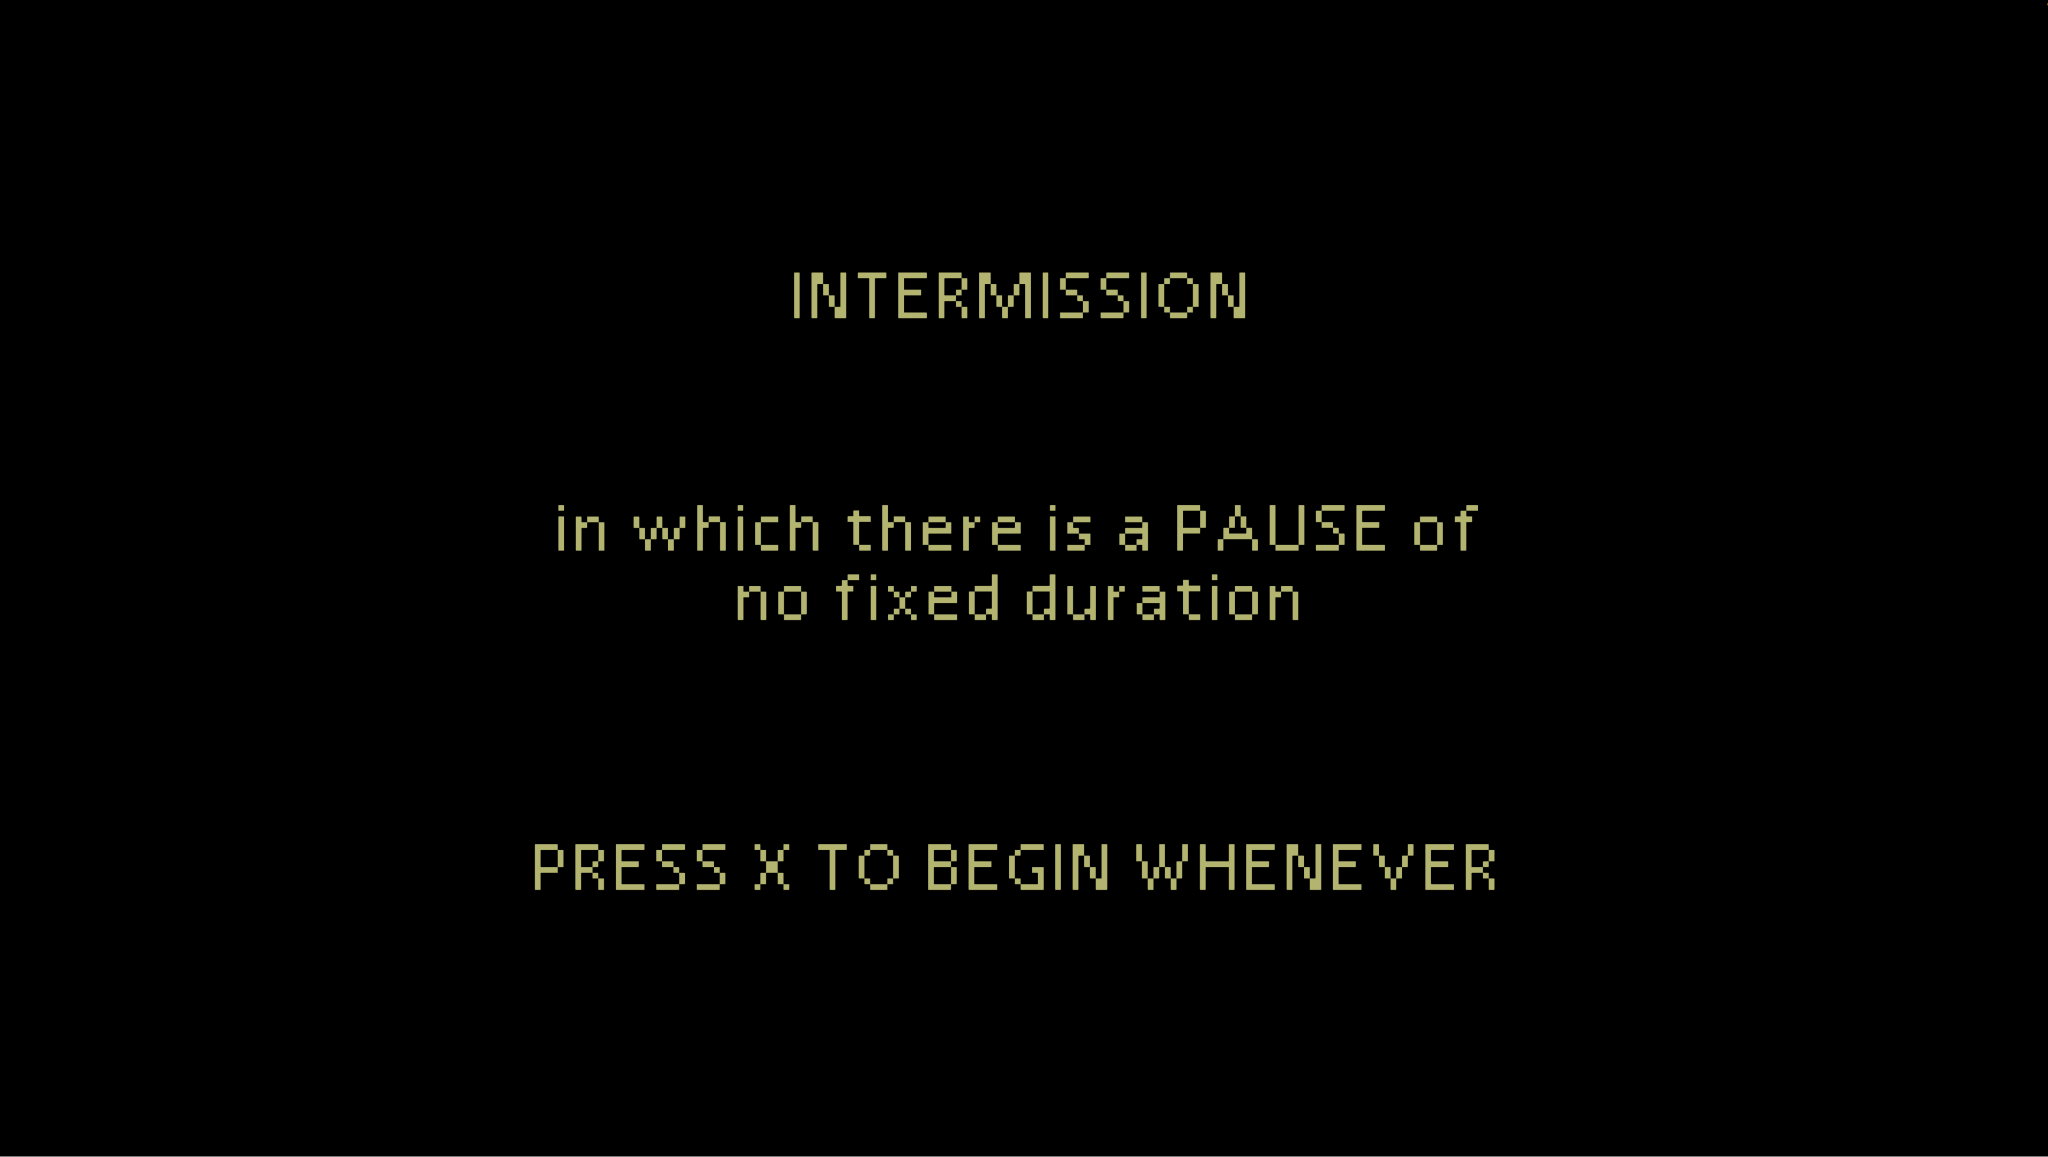 INTERMISSION
in which there is a PAUSE of
no fixed duration
PRESS X TO BEGIN WHENEVER